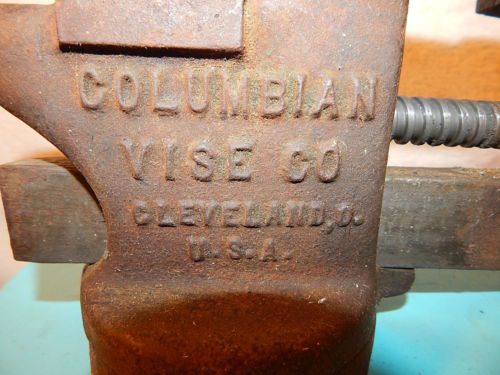 COLUMBIAN
VISE CO
CLEVELAND, O.
U.S.A.